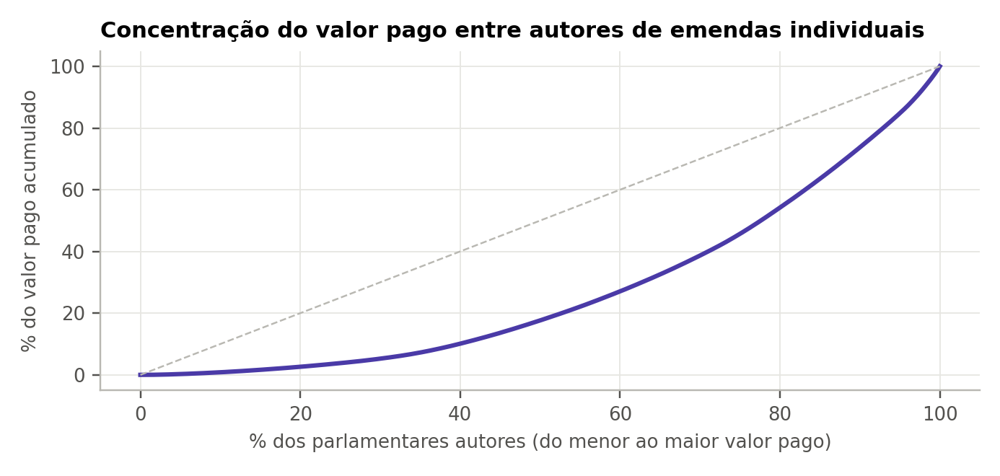 Concentração do valor pago entre autores de emendas individuais
% do valor pago acumulado
100
80
60
40
20
0
0 20 40 60 80 100
% dos parlamentares autores (do menor ao maior valor pago)